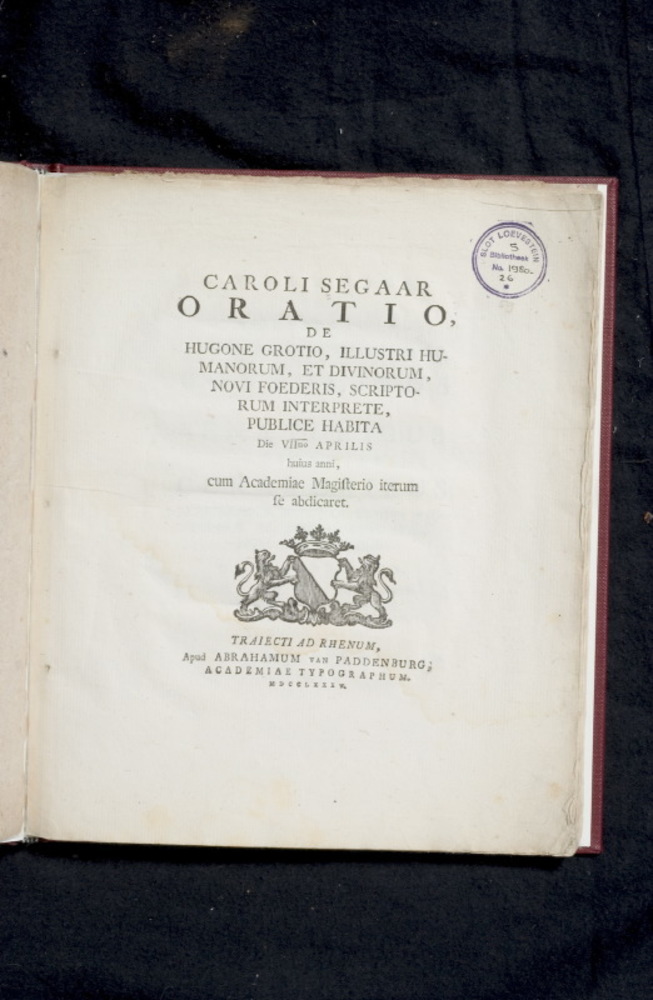 CAROLI SEGAAR
ORATIO,
DE
HUGONE GROTIO, ILLUSTRI HU-
MANORUM, ET DIVINORUM,
NOVI FOEDERIS, SCRIPTO-
RUM INTERPRETE,
PUBLICE HABITA
Die VIImo APRILIS
huius anni,
cum Academiae Magisterio iterum
se abdicaret.
TRAIECTI AD RHENUM,
Apud ABRAHAMUM VAN PADDENBURG,
ACADEMIAE TYPOGRAPHUM.
MDCCLXXXV.
SLOT LOEVESTEIN
5
Bibliotheek
No. 1980-
26